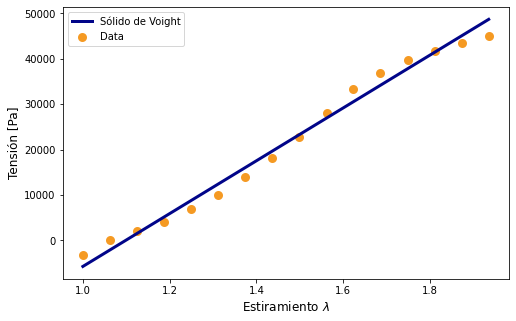 50000
40000
30000
20000
10000
0
Tensión [Pa]
Sólido de Voight
Data
1.0
1.2
1.4
1.6
1.8
Estiramiento λ